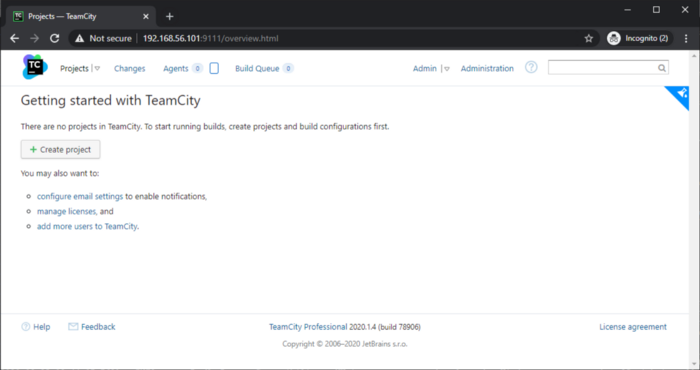 Projects — TeamCity
Not secure | 192.168.56.101:9111/overview.html
Incognito (2)
TC
Projects
Changes
Agents 0
Build Queue 0
Admin
Administration
?
Getting started with TeamCity
There are no projects in TeamCity. To start running builds, create projects and build configurations first.
+ Create project
You may also want to:
configure email settings to enable notifications,
manage licenses, and
add more users to TeamCity.
? Help
Feedback
TeamCity Professional 2020.1.4 (build 78906)
License agreement
Copyright © 2006–2020 JetBrains s.r.o.